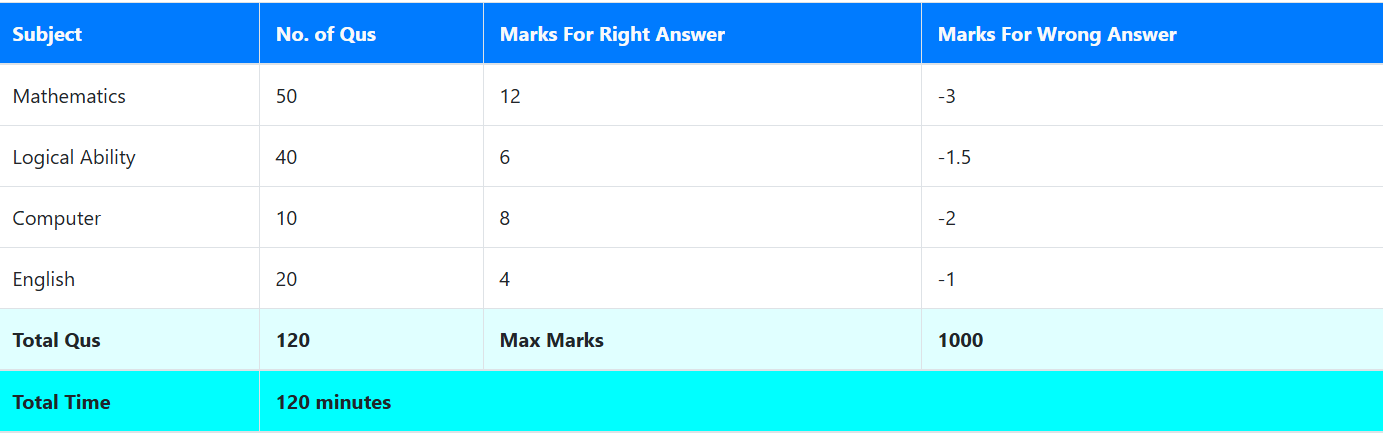 Subject No. of Qus Marks For Right Answer Marks For Wrong Answer
Mathematics 50 12 -3
Logical Ability 40 6 -1.5
Computer 10 8 -2
English 20 4 -1
Total Qus 120 Max Marks 1000
Total Time 120 minutes